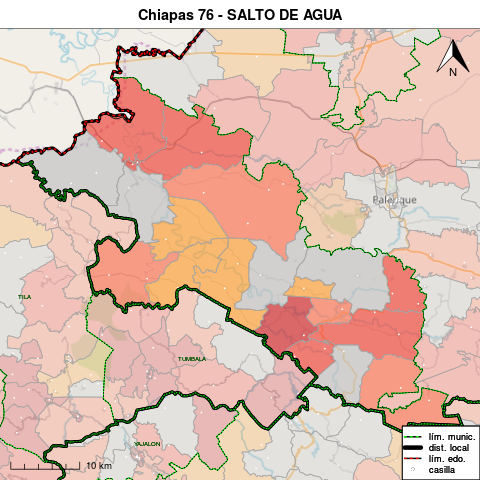 Chiapas 76 - SALTO DE AGUA
N
Palenque
TILA
TUMBALA
YAJALON
10 km
lím. munic.
dist. local
lím. edo.
casilla